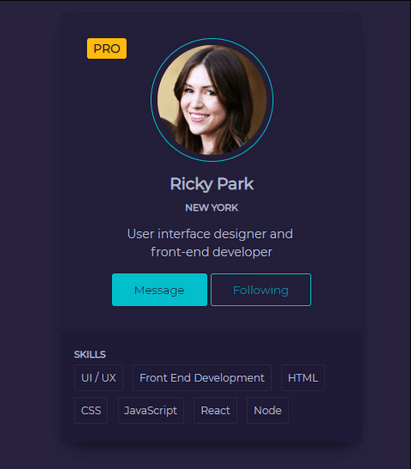 PRO
Ricky Park
NEW YORK
User interface designer and
front-end developer
Message Following
SKILLS
UI / UX Front End Development HTML
CSS JavaScript React Node